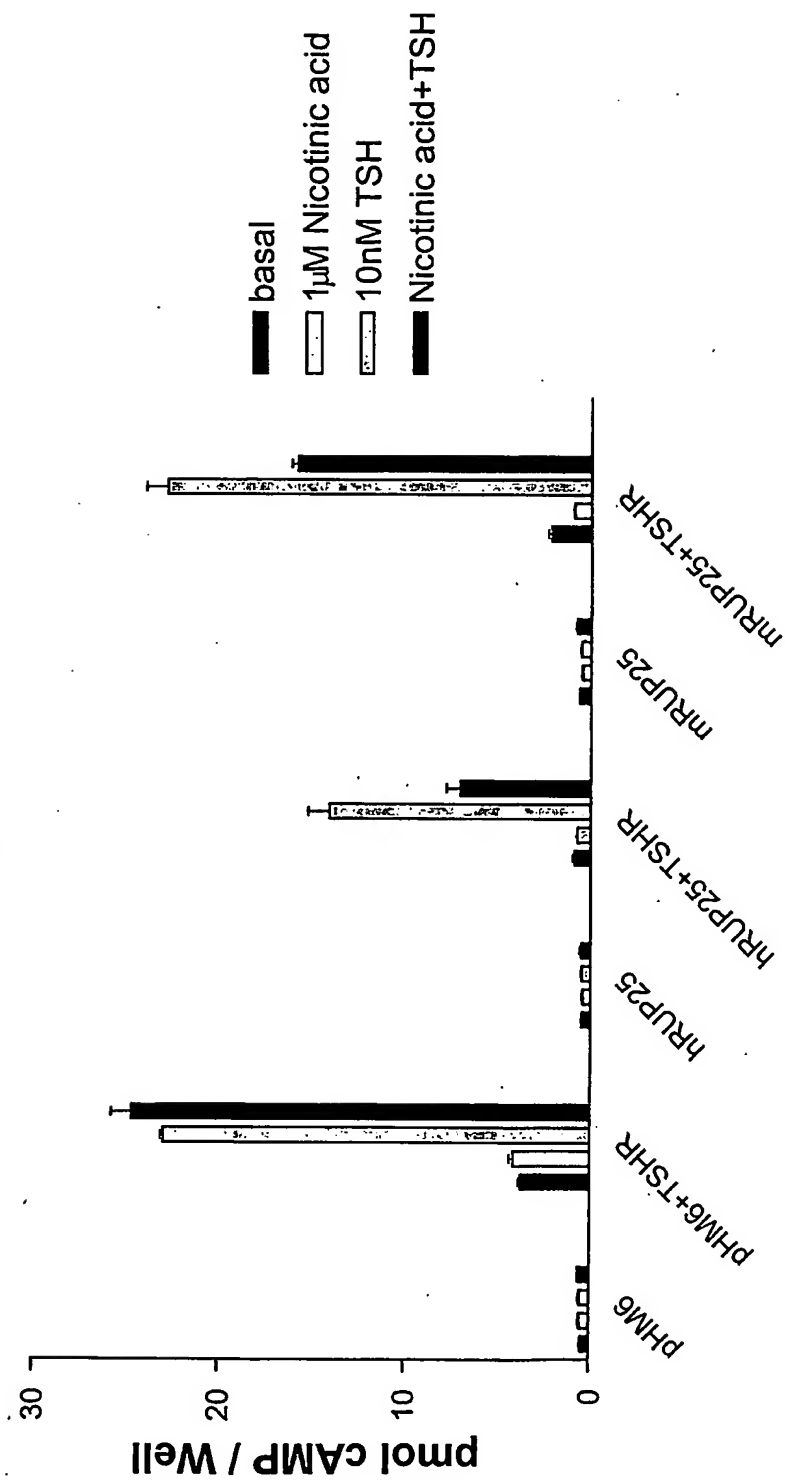 pmol cAMP / Well
30
20
10
0
pHM6
pHM6+TSHR
hRUP25
hRUP25+TSHR
mRUP25
mRUP25+TSHR
basal
1μM Nicotinic acid
10nM TSH
Nicotinic acid+TSH